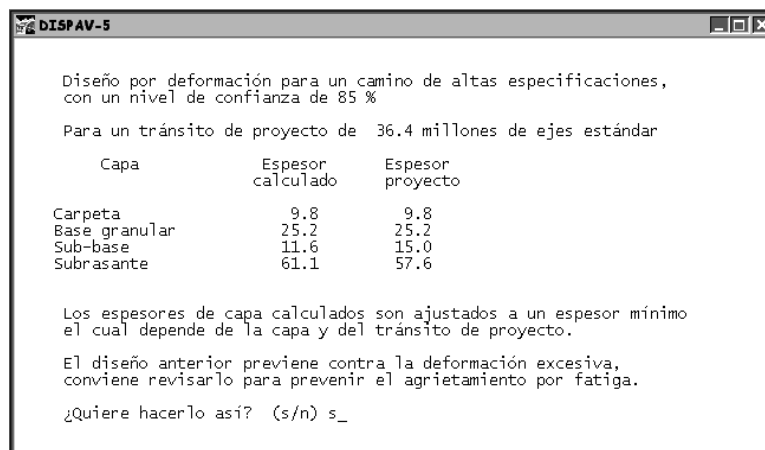 DISPAV-5
Diseño por deformación para un camino de altas especificaciones,
con un nivel de confianza de 85 %
Para un tránsito de proyecto de 36.4 millones de ejes estándar
Capa Espesor Espesor
calculado proyecto
Carpeta 9.8 9.8
Base granular 25.2 25.2
Sub-base 11.6 15.0
Subrasante 61.1 57.6
Los espesores de capa calculados son ajustados a un espesor mínimo
el cual depende de la capa y del tránsito de proyecto.
El diseño anterior previene contra la deformación excesiva,
conviene revisarlo para prevenir el agrietamiento por fatiga.
¿Quiere hacerlo así? (s/n) s_